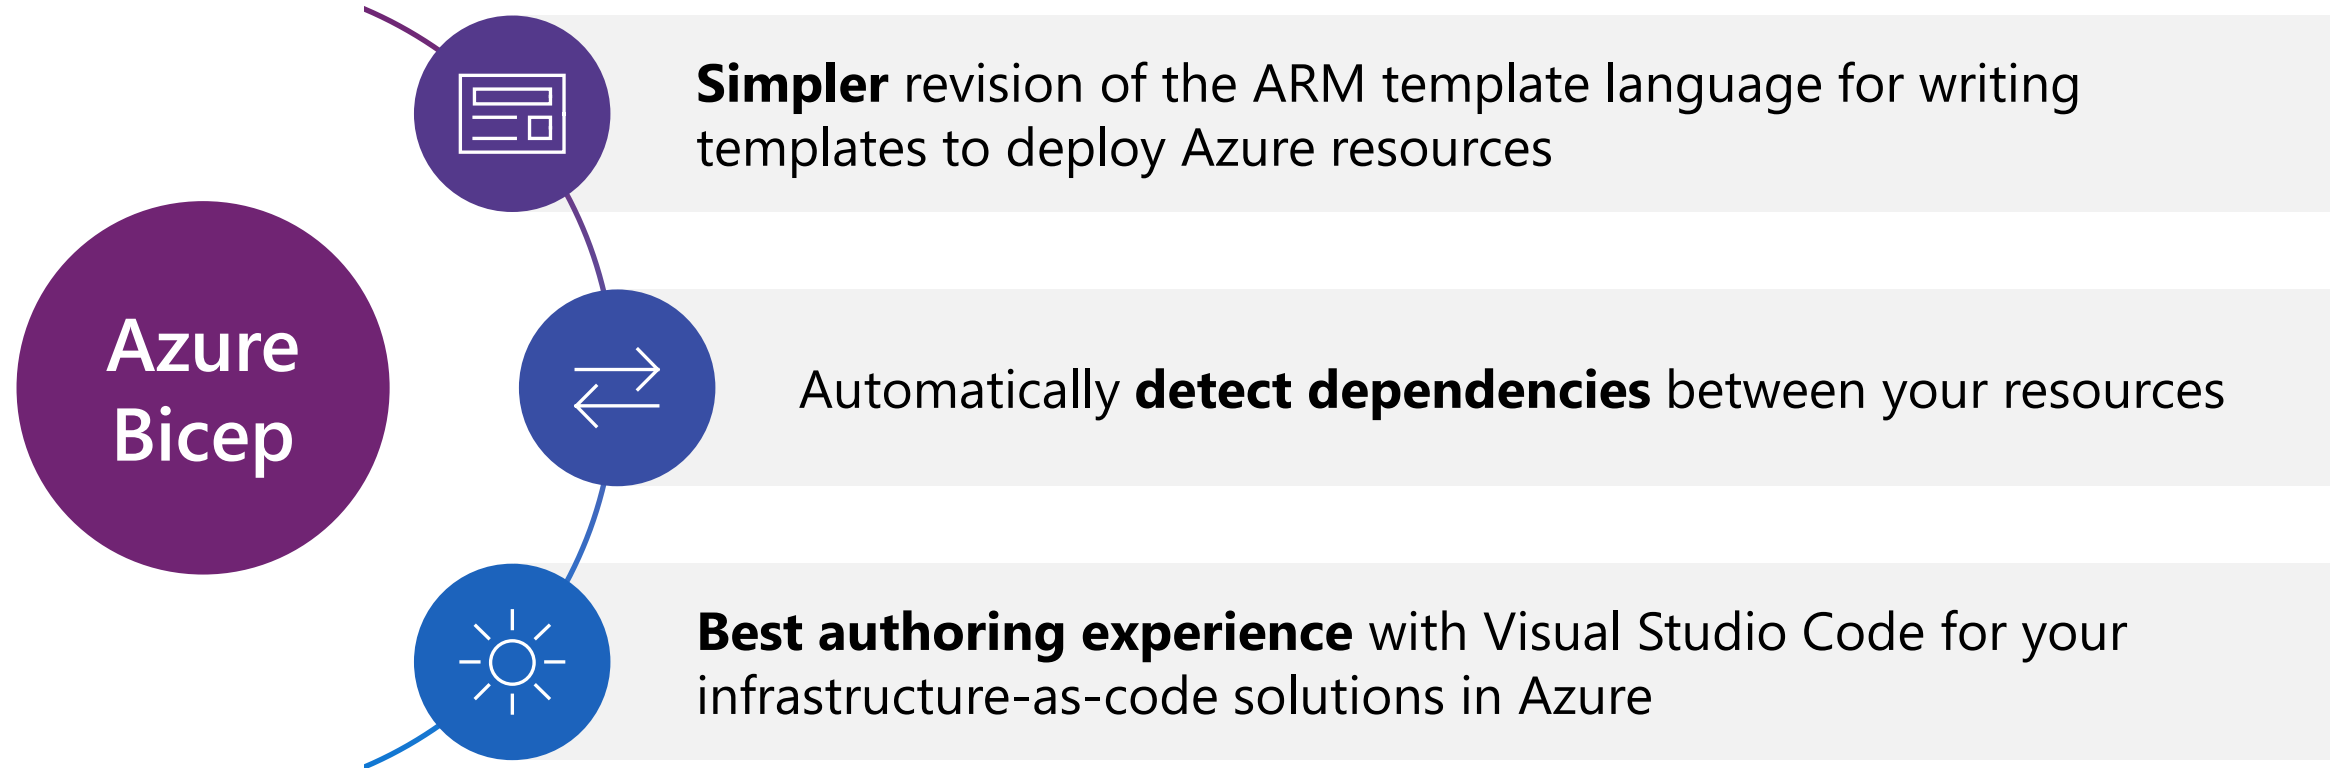 Azure
Bicep
Simpler revision of the ARM template language for writing
templates to deploy Azure resources
Automatically detect dependencies between your resources
Best authoring experience with Visual Studio Code for your
infrastructure-as-code solutions in Azure